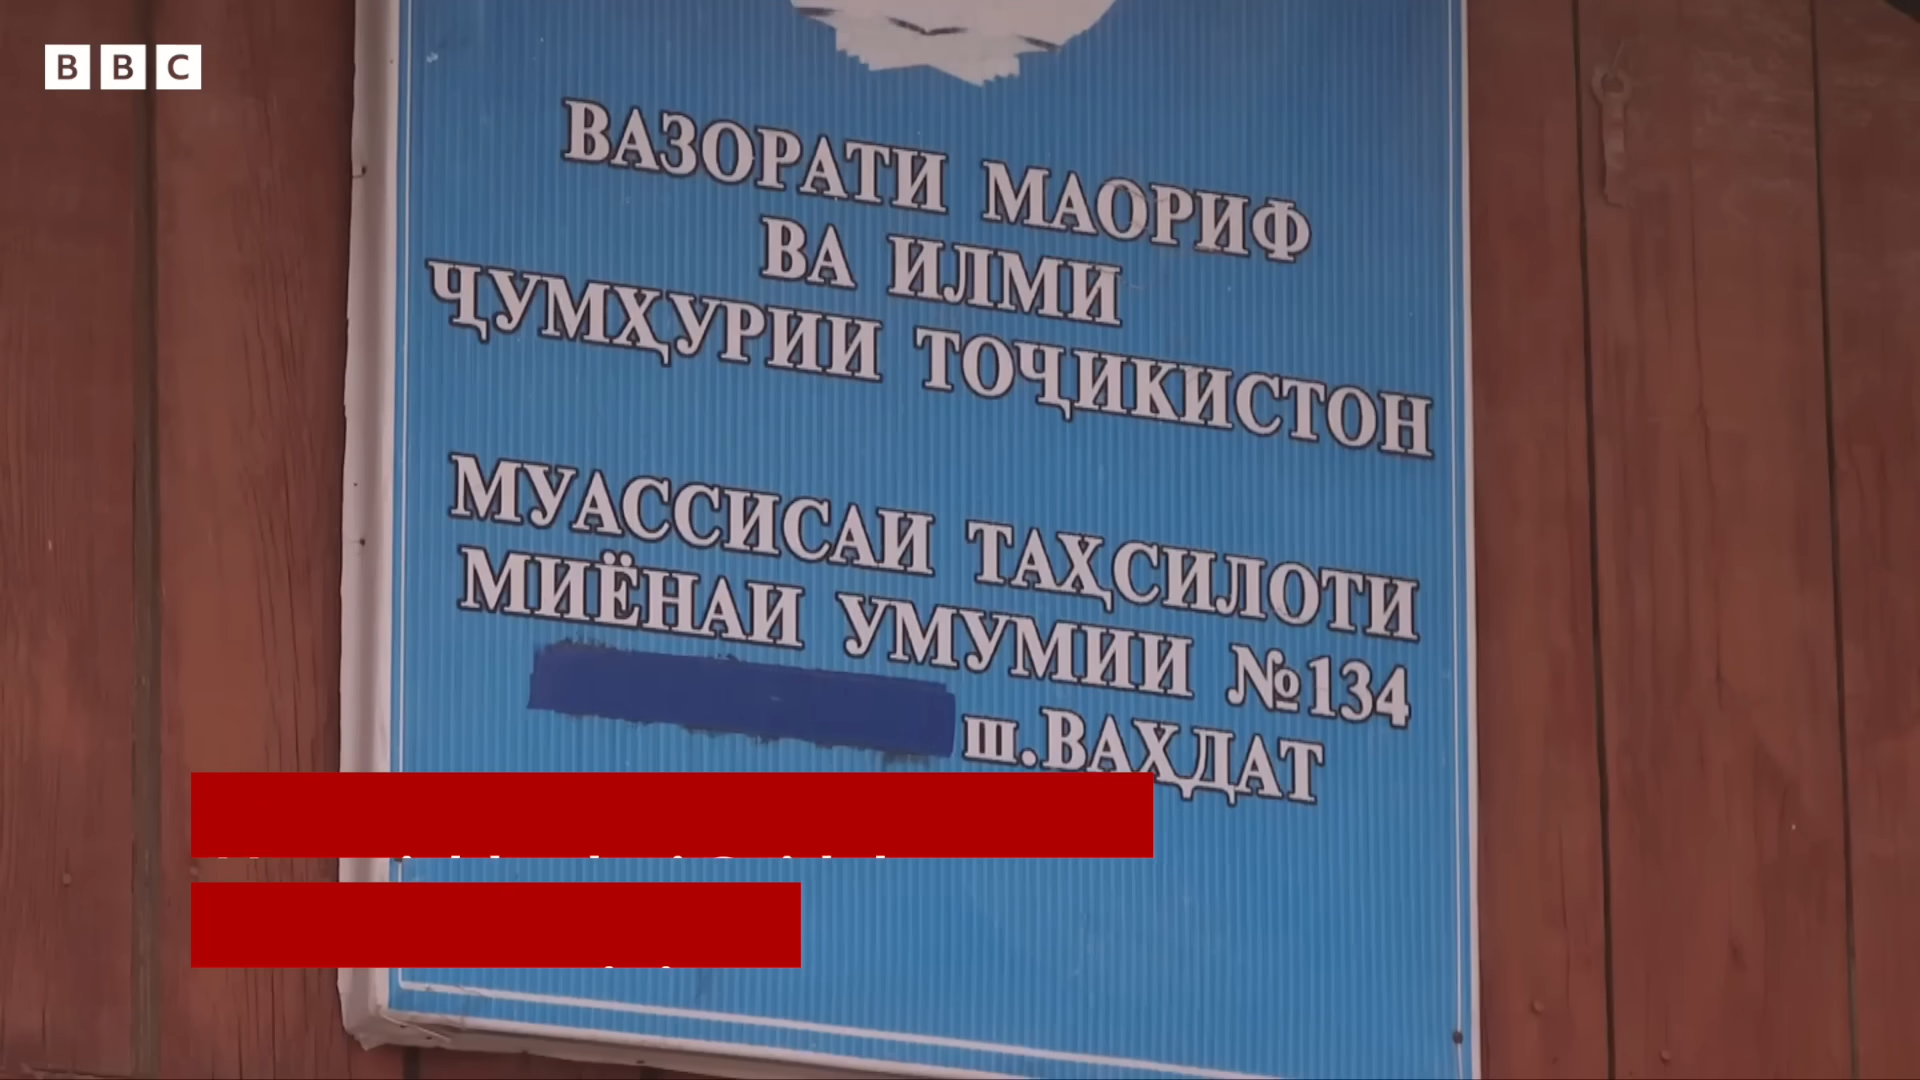 BBC
ВАЗОРАТИ МАОРИФ
ВА ИЛМИ
ҶУМҲУРИИ ТОҶИКИСТОН
МУАССИСАИ ТАҲСИЛОТИ
МИЁНАИ УМУМИИ №134
ш.ВАҲДАТ